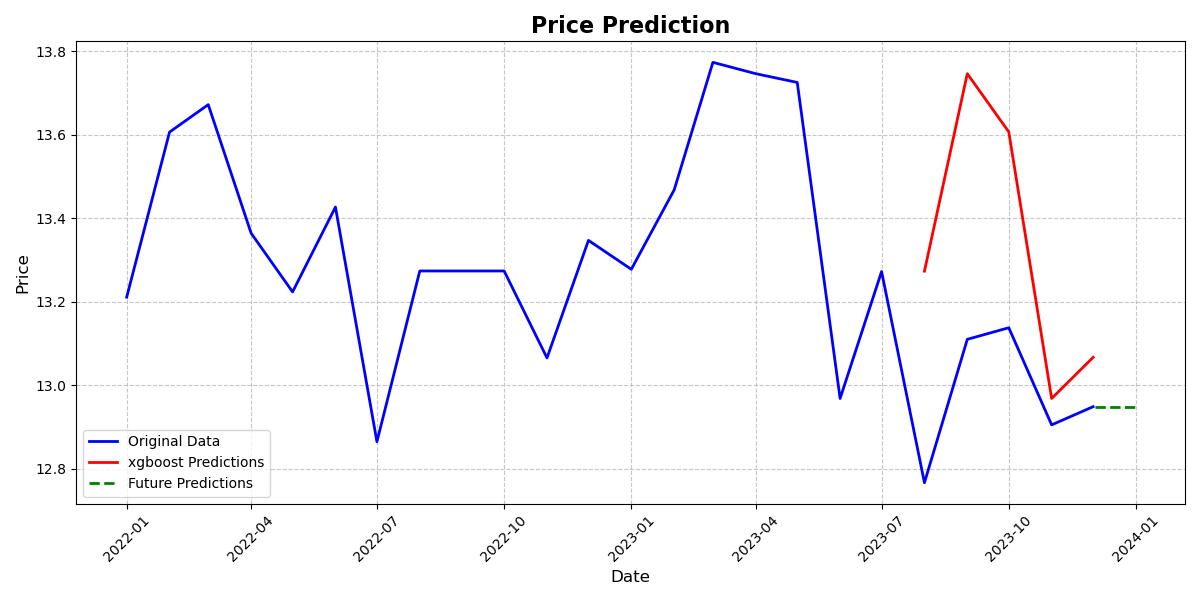 Price Prediction
13.8
13.6
13.4
13.2
13.0
12.8
Price
Original Data
xgboost Predictions
Future Predictions
2022-01
2022-04
2022-07
2022-10
2023-01
2023-04
2023-07
2023-10
2024-01
Date